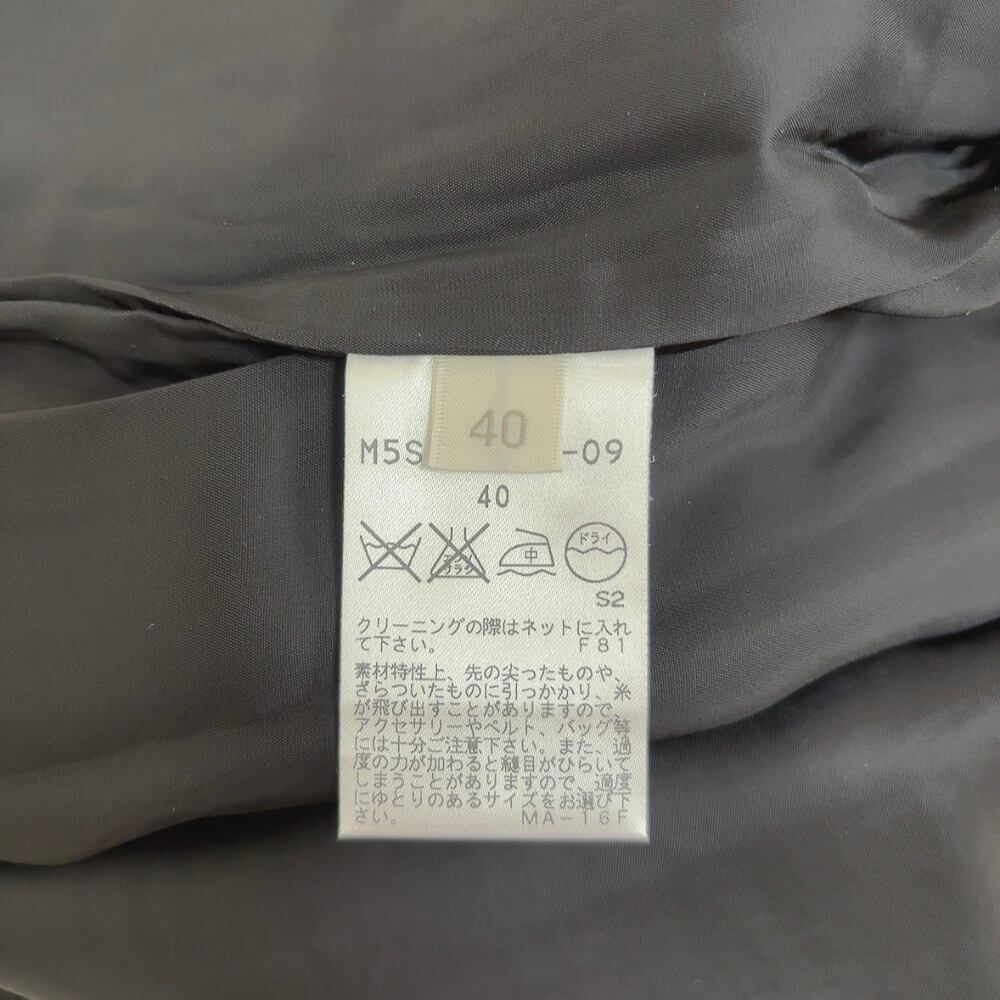 40
M5S -09
40
エンソ
フラシ
中
ドライ
S2
クリーニングの際はネットに入れ
て下さい。 F81
素材特性上、先の尖ったものや、
ざらついたものに引っかかり、糸
が飛び出すことがありますので、
アクセサリーやベルト、バッグ等
には十分ご注意下さい。また、過
度の力が加わると縫目がひらいて
しまうことがありますので、適度
にゆとりのあるサイズをお選び下
さい。 MA-16F